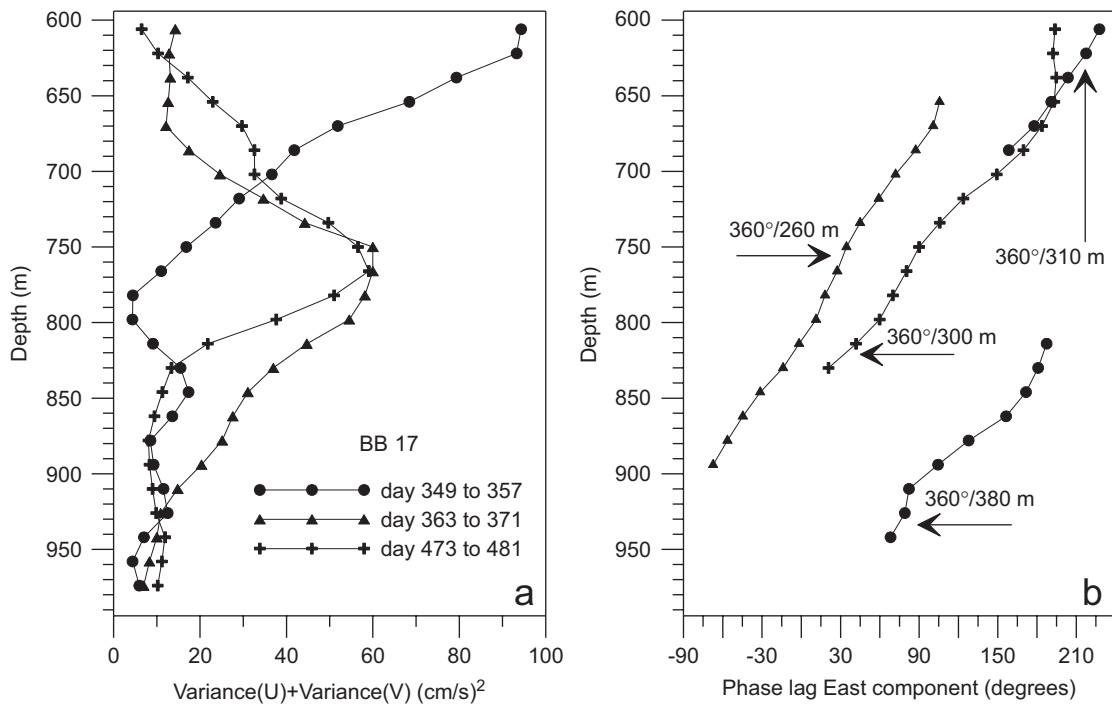 600
650
700
750
800
850
900
950
Depth (m)
0
20
40
60
80
100
Variance(U)+Variance(V) (cm/s)2
BB 17
day 349 to 357
day 363 to 371
day 473 to 481
a
600
650
700
750
800
850
900
950
Depth (m)
-90
-30
30
90
150
210
Phase lag East component (degrees)
360°/260 m
360°/310 m
360°/300 m
360°/380 m
b